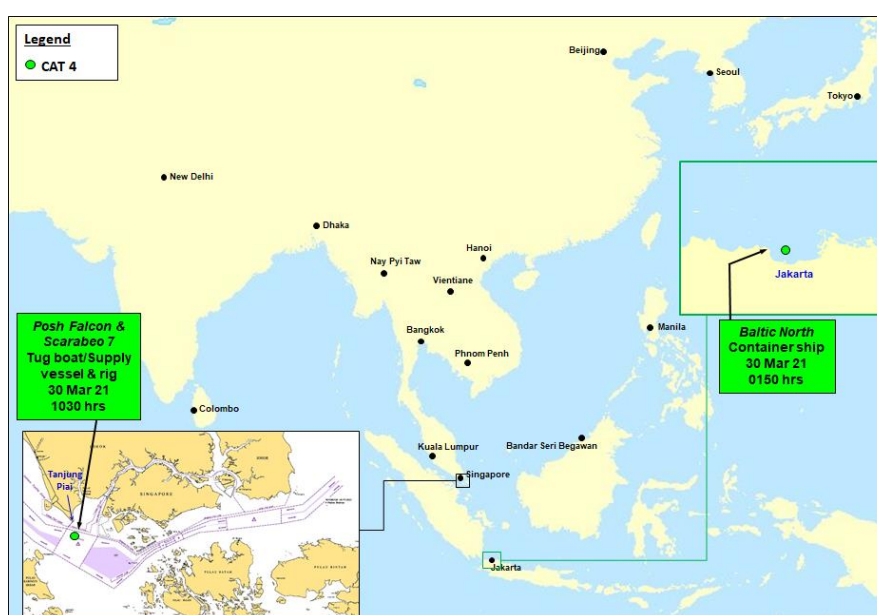 Legend
CAT 4
Beijing
Seoul
Tokyo
New Delhi
Dhaka
Hanoi
Nay Pyi Taw
Vientiane
Jakarta
Posh Falcon &
Scarabeo 7
Tug boat/Supply
vessel & rig
30 Mar 21
1030 hrs
Bangkok
Manila
Baltic North
Container ship
30 Mar 21
0150 hrs
Phnom Penh
Colombo
Kuala Lumpur
Bandar Seri Begawan
Singapore
Tanjung
Piai
SINGAPORE
Jakarta